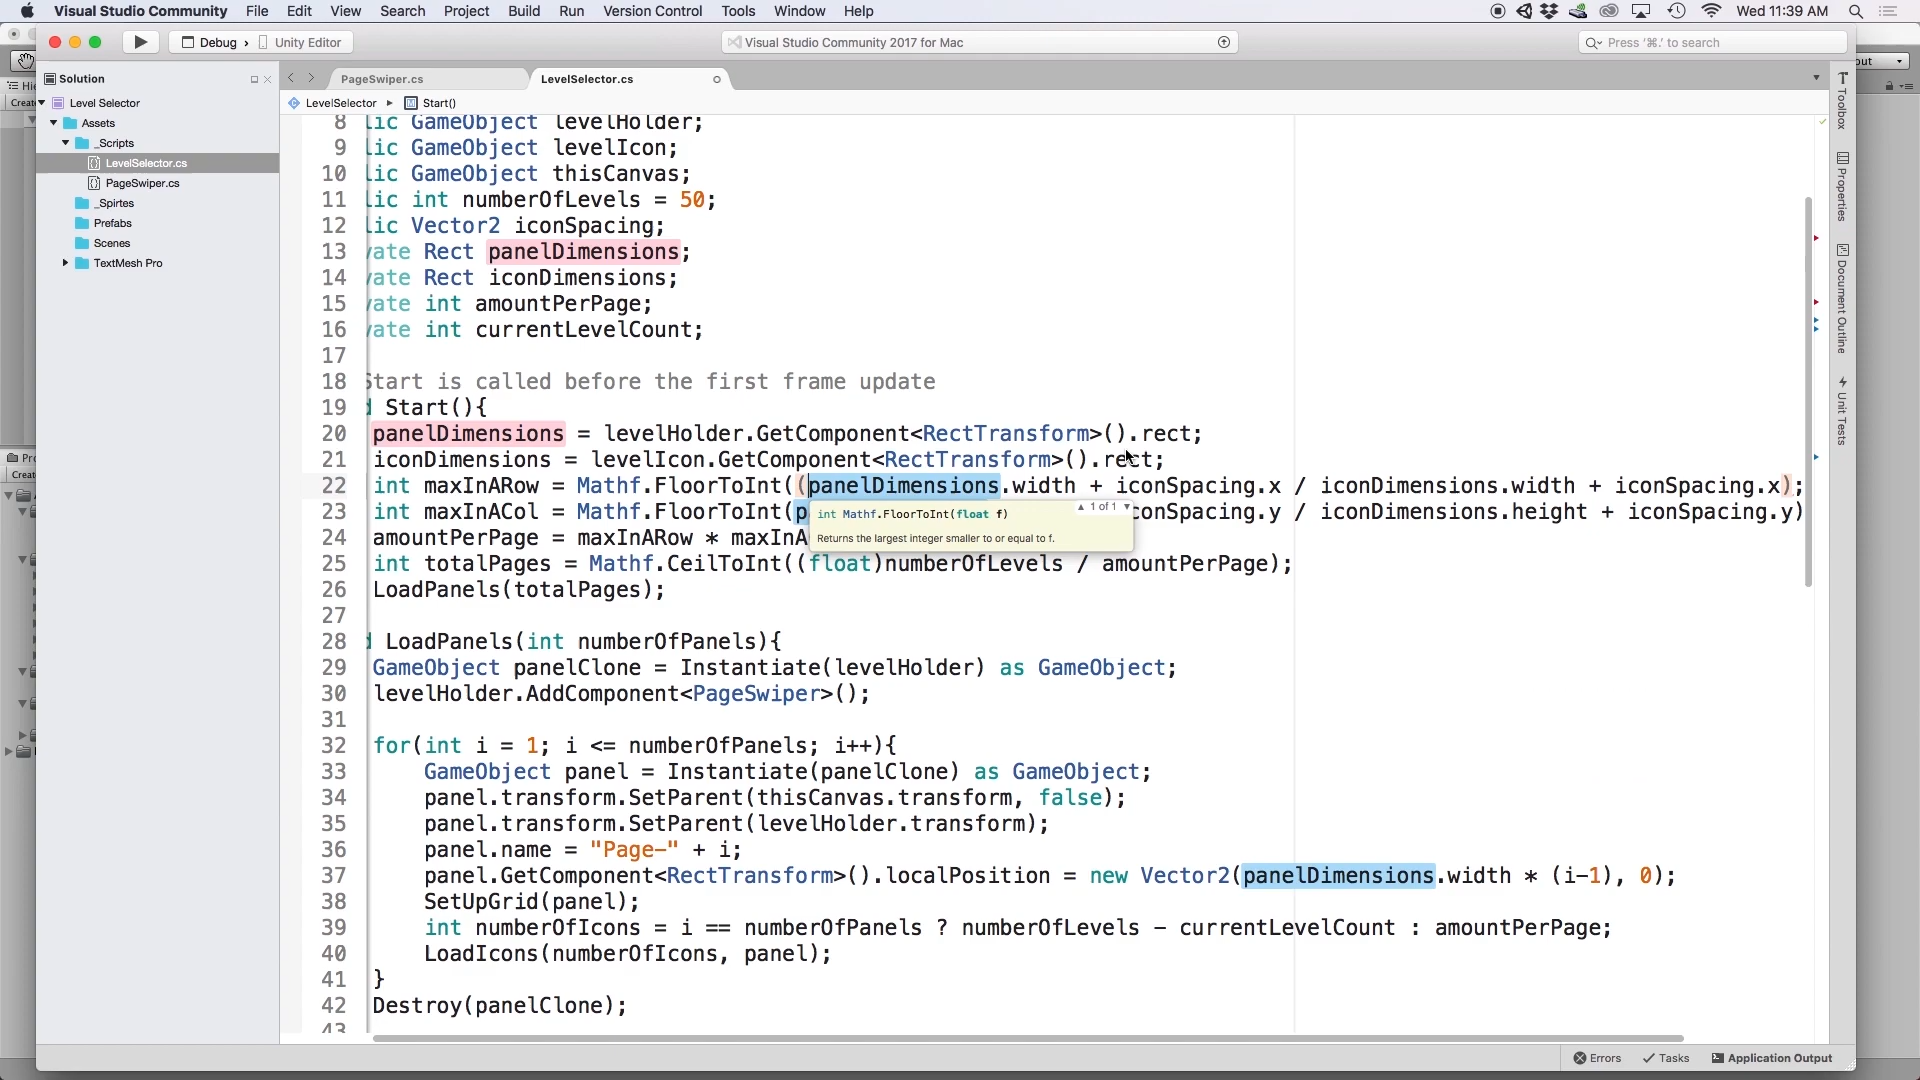 Visual Studio Community File Edit View Search Project Build Run Version Control Tools Window Help Wed 11:39 AM
Debug › Unity Editor Visual Studio Community 2017 for Mac Press '⌘.' to search
Solution PageSwiper.cs LevelSelector.cs
LevelSelector ▸ Start()
Level Selector
Assets
_Scripts
LevelSelector.cs
PageSwiper.cs
_Spirtes
Prefabs
Scenes
TextMesh Pro
8 lic GameObject levelHolder;
9 lic GameObject levelIcon;
10 lic GameObject thisCanvas;
11 lic int numberOfLevels = 50;
12 lic Vector2 iconSpacing;
13 vate Rect panelDimensions;
14 vate Rect iconDimensions;
15 vate int amountPerPage;
16 vate int currentLevelCount;
17
18 Start is called before the first frame update
19 d Start(){
20 panelDimensions = levelHolder.GetComponent<RectTransform>().rect;
21 iconDimensions = levelIcon.GetComponent<RectTransform>().rect;
22 int maxInARow = Mathf.FloorToInt((panelDimensions.width + iconSpacing.x / iconDimensions.width + iconSpacing.x);
23 int maxInACol = Mathf.FloorToInt(p conSpacing.y / iconDimensions.height + iconSpacing.y)
int Mathf.FloorToInt(float f) ▲ 1 of 1 ▼
Returns the largest integer smaller to or equal to f.
24 amountPerPage = maxInARow * maxInA
25 int totalPages = Mathf.CeilToInt((float)numberOfLevels / amountPerPage);
26 LoadPanels(totalPages);
27
28 d LoadPanels(int numberOfPanels){
29 GameObject panelClone = Instantiate(levelHolder) as GameObject;
30 levelHolder.AddComponent<PageSwiper>();
31
32 for(int i = 1; i <= numberOfPanels; i++){
33 GameObject panel = Instantiate(panelClone) as GameObject;
34 panel.transform.SetParent(thisCanvas.transform, false);
35 panel.transform.SetParent(levelHolder.transform);
36 panel.name = "Page-" + i;
37 panel.GetComponent<RectTransform>().localPosition = new Vector2(panelDimensions.width * (i-1), 0);
38 SetUpGrid(panel);
39 int numberOfIcons = i == numberOfPanels ? numberOfLevels - currentLevelCount : amountPerPage;
40 LoadIcons(numberOfIcons, panel);
41 }
42 Destroy(panelClone);
43
Toolbox
Properties
Document Outline
Unit Tests
Errors Tasks Application Output
out
Hie
Creat
Pro
Creat